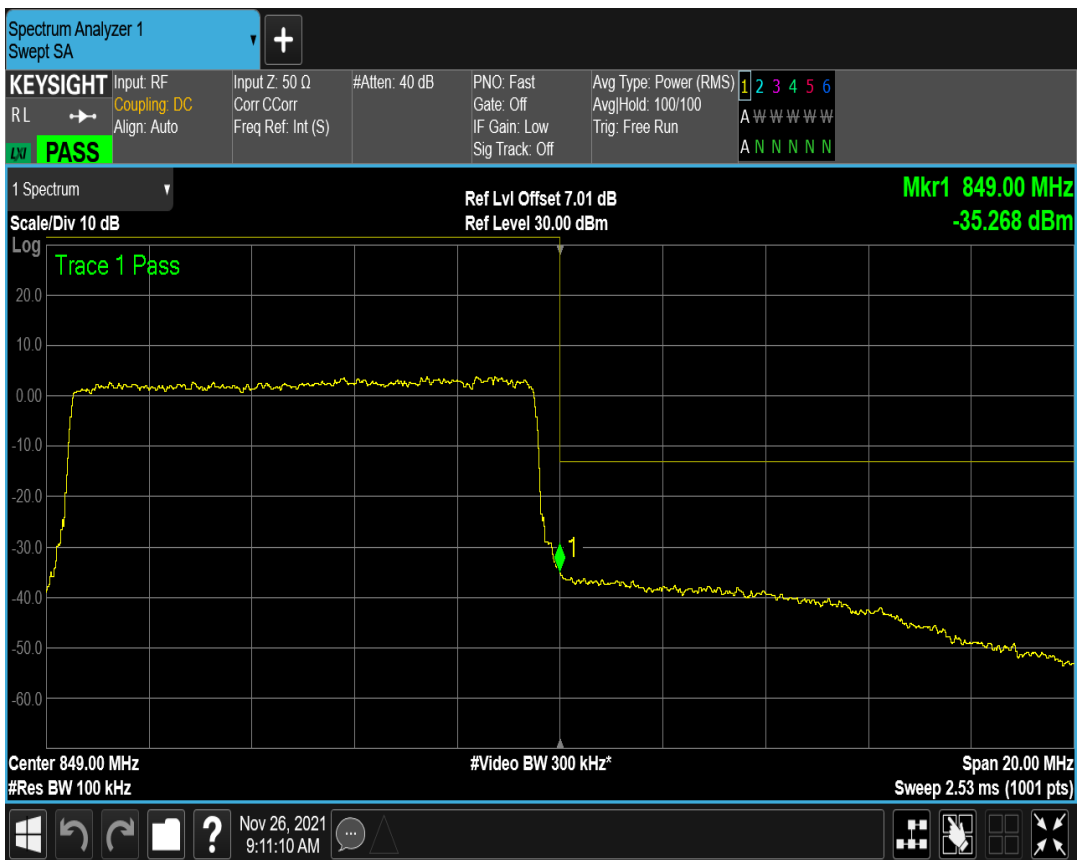 Spectrum Analyzer 1
Swept SA
+
KEYSIGHT
R L
LXI PASS
Input: RF
Coupling: DC
Align: Auto
Input Z: 50 Ω
Corr CCorr
Freq Ref: Int (S)
#Atten: 40 dB
PNO: Fast
Gate: Off
IF Gain: Low
Sig Track: Off
Avg Type: Power (RMS)
Avg|Hold: 100/100
Trig: Free Run
1 2 3 4 5 6
A W W W W W
A N N N N N
1 Spectrum
Scale/Div 10 dB
Ref Lvl Offset 7.01 dB
Ref Level 30.00 dBm
Mkr1 849.00 MHz
-35.268 dBm
Log
Trace 1 Pass
20.0
10.0
0.00
-10.0
-20.0
-30.0
-40.0
-50.0
-60.0
1
Center 849.00 MHz
#Res BW 100 kHz
#Video BW 300 kHz*
Span 20.00 MHz
Sweep 2.53 ms (1001 pts)
?
Nov 26, 2021
9:11:10 AM